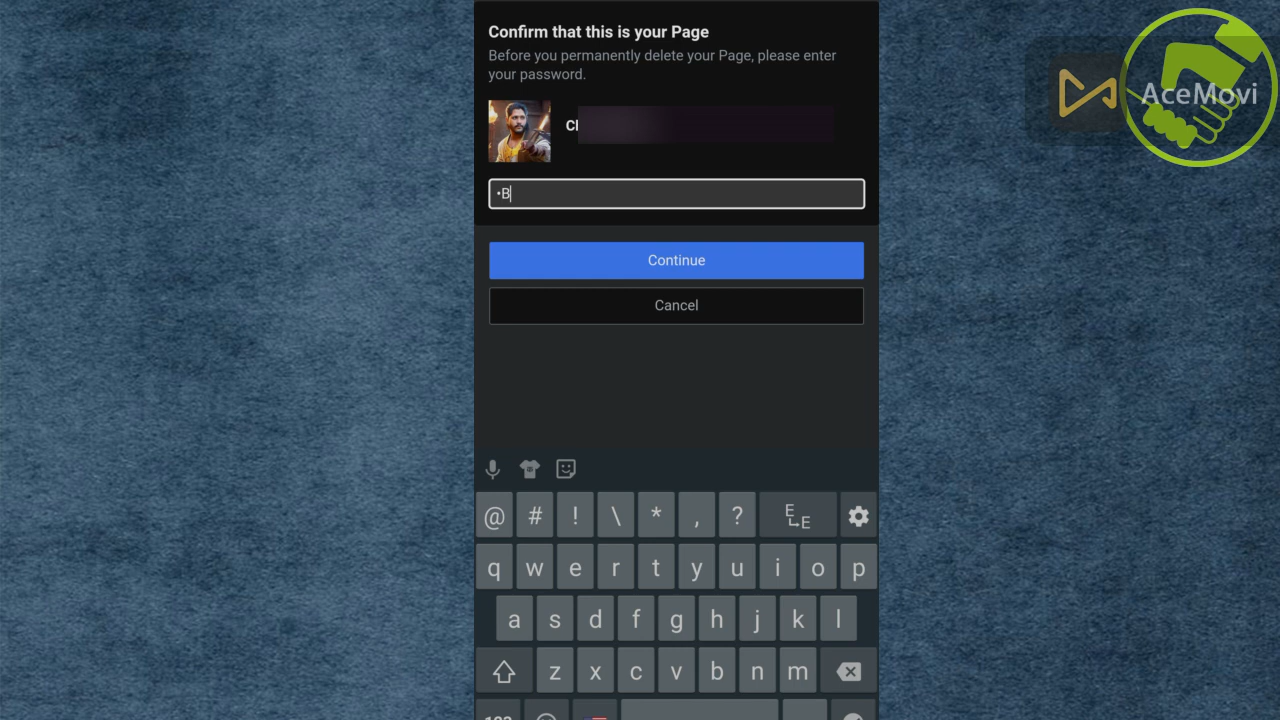 Confirm that this is your Page
Before you permanently delete your Page, please enter
your password.
Cl
•B
Continue
Cancel
@ # ! \ * , ? E E
q w e r t y u i o p
a s d f g h j k l
z x c v b n m
AceMovi